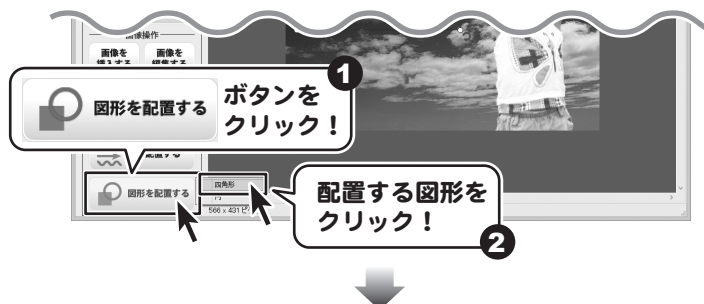 画像操作
画像を
挿入する
画像を
編集する
1
図形を配置する
ボタンを
クリック！
配置する
図形を配置する
四角形
円
566 x 431 ピ
配置する図形を
クリック！
2